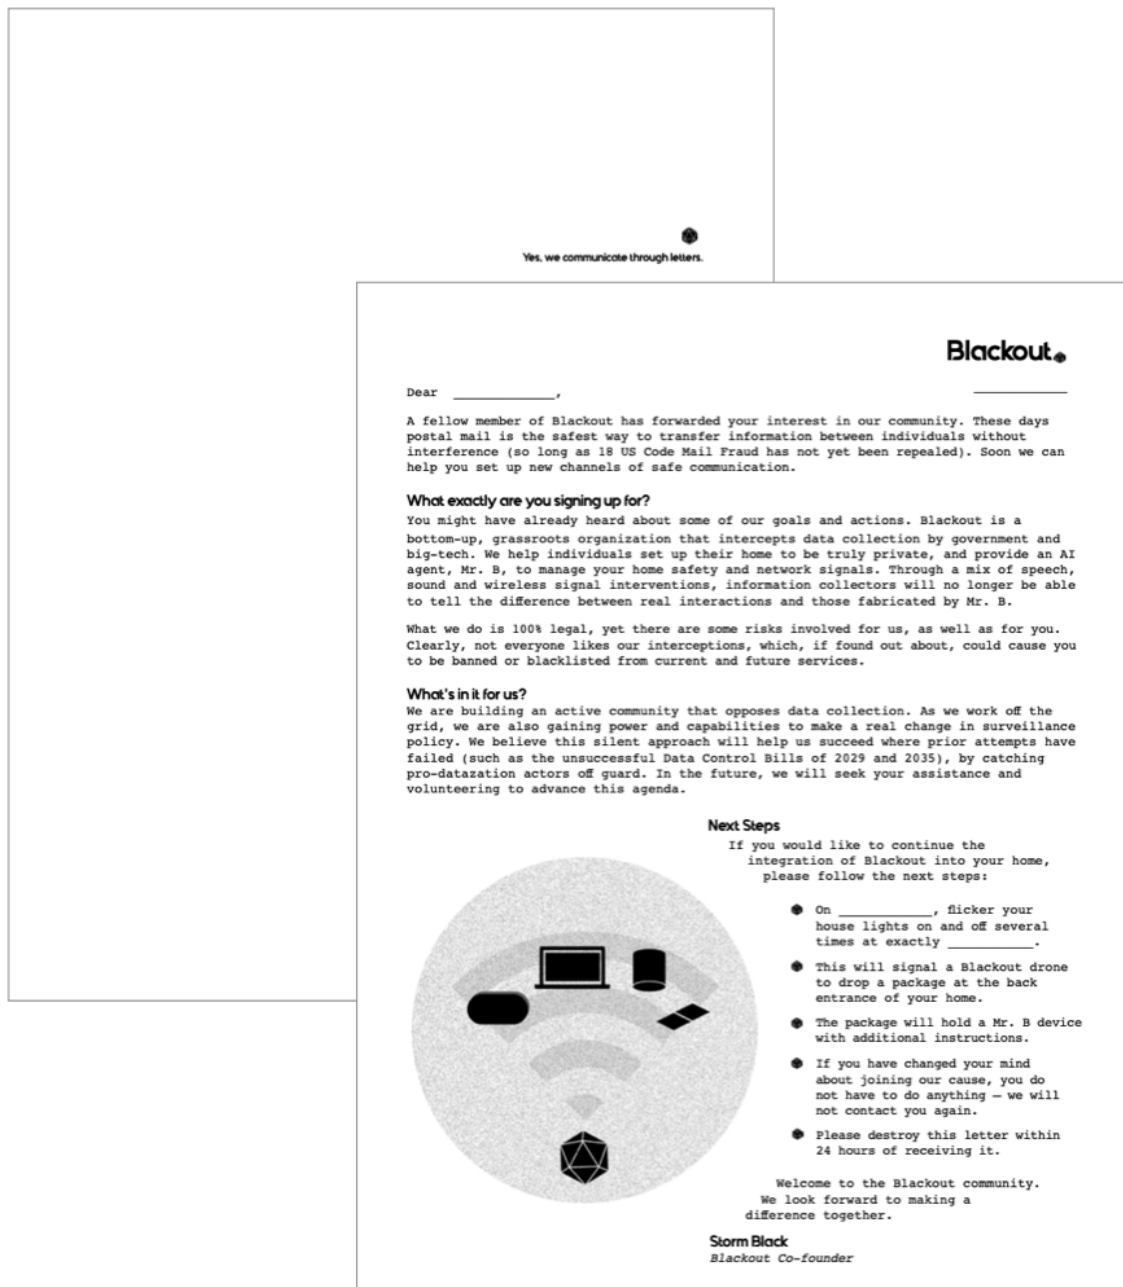 Yes, we communicate through letters.
Blackout
Dear ____________,
A fellow member of Blackout has forwarded your interest in our community. These days
postal mail is the safest way to transfer information between individuals without
interference (so long as 18 US Code Mail Fraud has not yet been repealed). Soon we can
help you set up new channels of safe communication.
What exactly are you signing up for?
You might have already heard about some of our goals and actions. Blackout is a
bottom-up, grassroots organization that intercepts data collection by government and
big-tech. We help individuals set up their home to be truly private, and provide an AI
agent, Mr. B, to manage your home safety and network signals. Through a mix of speech,
sound and wireless signal interventions, information collectors will no longer be able
to tell the difference between real interactions and those fabricated by Mr. B.
What we do is 100% legal, yet there are some risks involved for us, as well as for you.
Clearly, not everyone likes our interceptions, which, if found out about, could cause you
to be banned or blacklisted from current and future services.
What's in it for us?
We are building an active community that opposes data collection. As we work off the
grid, we are also gaining power and capabilities to make a real change in surveillance
policy. We believe this silent approach will help us succeed where prior attempts have
failed (such as the unsuccessful Data Control Bills of 2029 and 2035), by catching
pro-datazation actors off guard. In the future, we will seek your assistance and
volunteering to advance this agenda.
Next Steps
If you would like to continue the
integration of Blackout into your home,
please follow the next steps:
On ____________, flicker your
house lights on and off several
times at exactly ___________.
This will signal a Blackout drone
to drop a package at the back
entrance of your home.
The package will hold a Mr. B device
with additional instructions.
If you have changed your mind
about joining our cause, you do
not have to do anything – we will
not contact you again.
Please destroy this letter within
24 hours of receiving it.
Welcome to the Blackout community.
We look forward to making a
difference together.
Storm Black
Blackout Co-founder